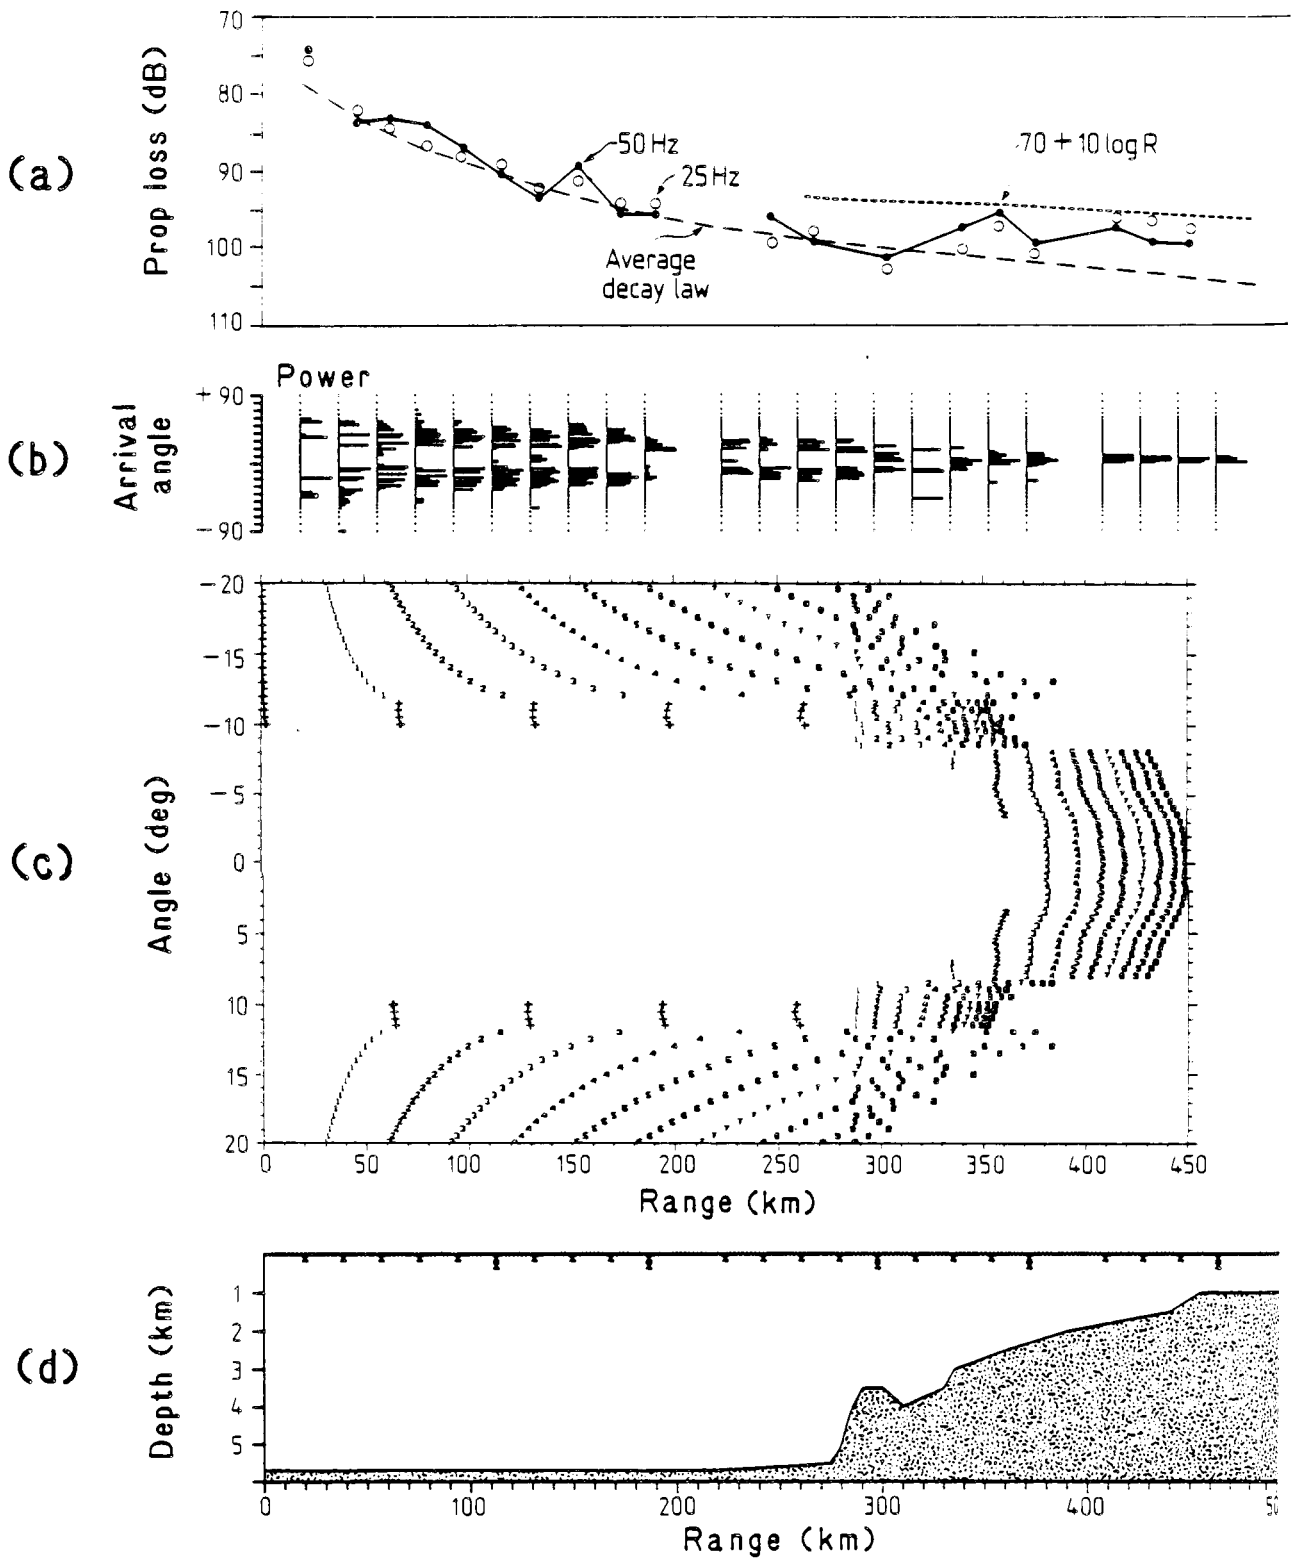 (a)
Prop loss (dB)
70
80
90
100
110
50 Hz
25 Hz
70 + 10 log R
Average
decay law
(b)
Arrival
angle
Power
+ 90
− 90
(c)
Angle (deg)
−20
−15
−10
−5
0
5
10
15
20
0 50 100 150 200 250 300 350 400 450
Range (km)
(d)
Depth (km)
1
2
3
4
5
0 100 200 300 400
Range (km)